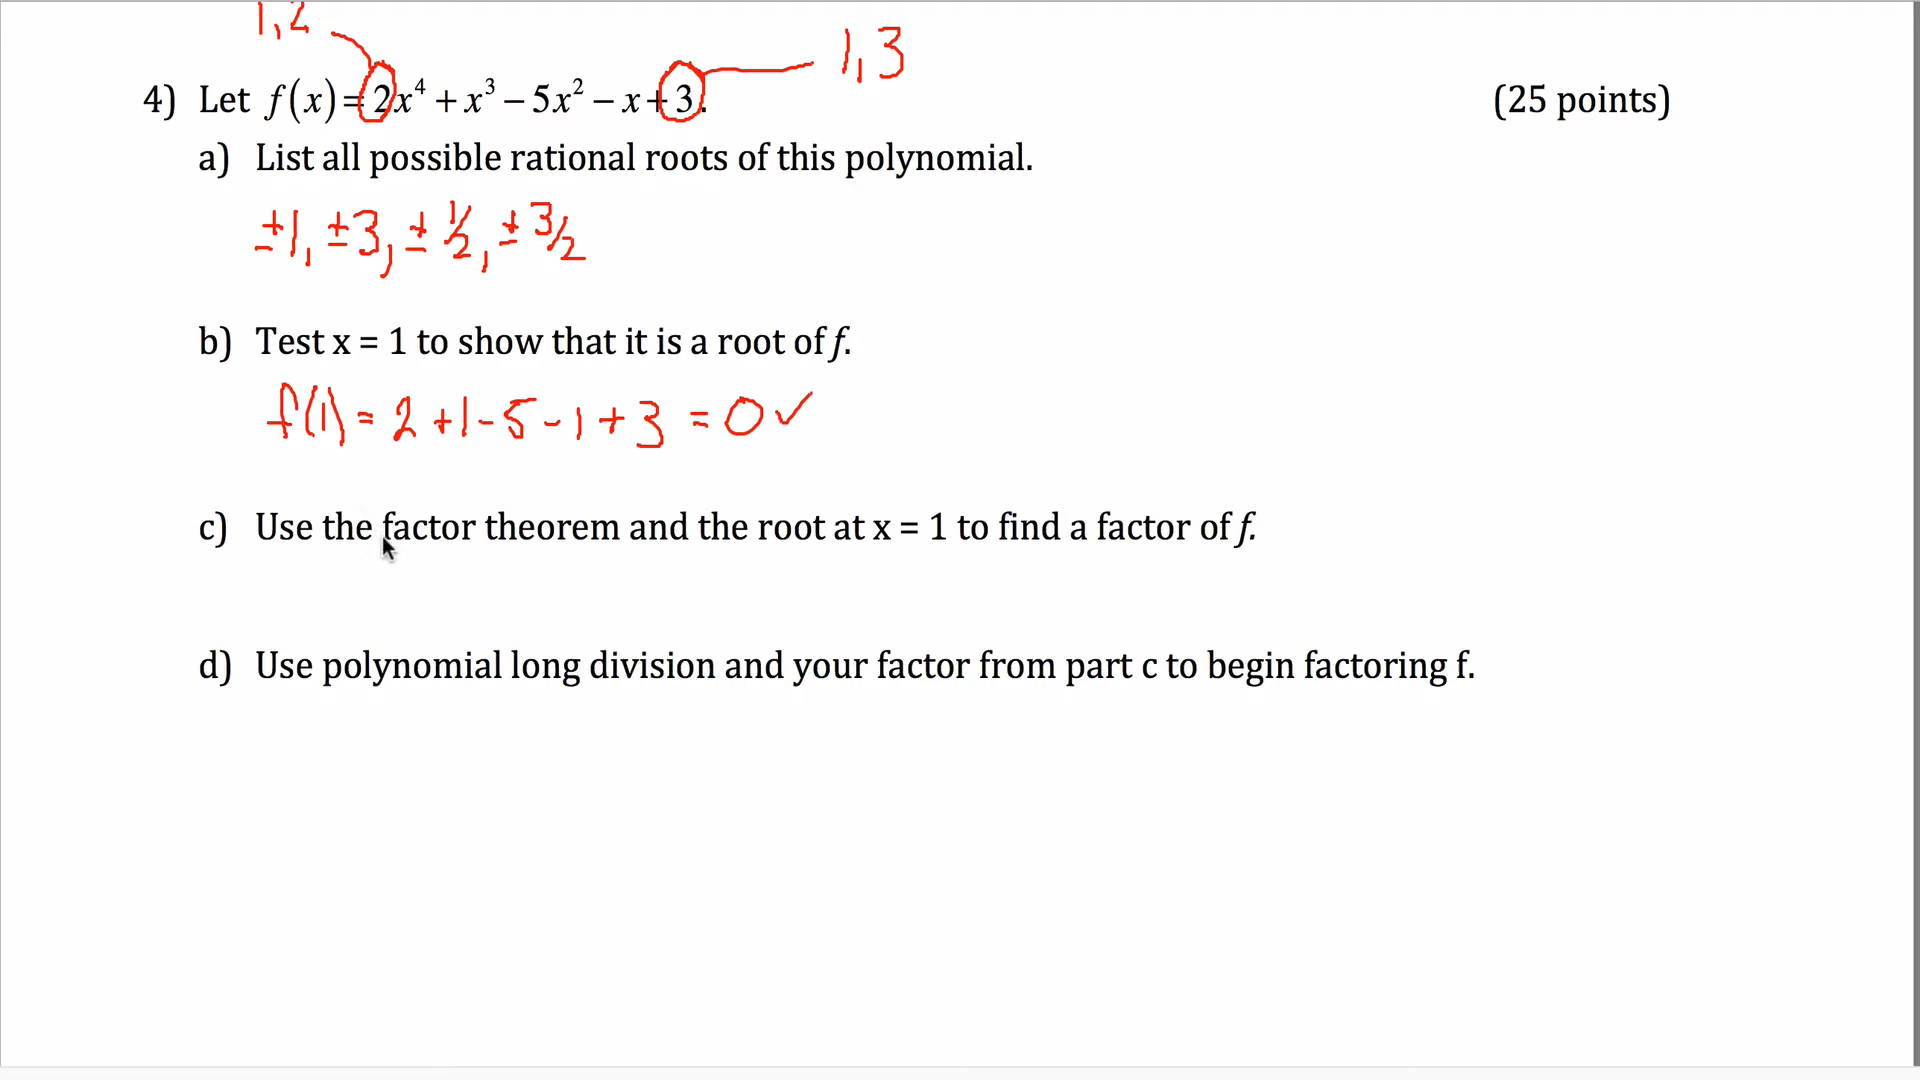 1,2
1,3
4) Let f(x)=2x⁴+x³−5x²−x+3. (25 points)
a) List all possible rational roots of this polynomial.
±1, ±3, ± 1/2, ± 3/2
b) Test x = 1 to show that it is a root of f.
f(1) = 2+1-5-1+3 = 0✓
c) Use the factor theorem and the root at x = 1 to find a factor of f.
d) Use polynomial long division and your factor from part c to begin factoring f.